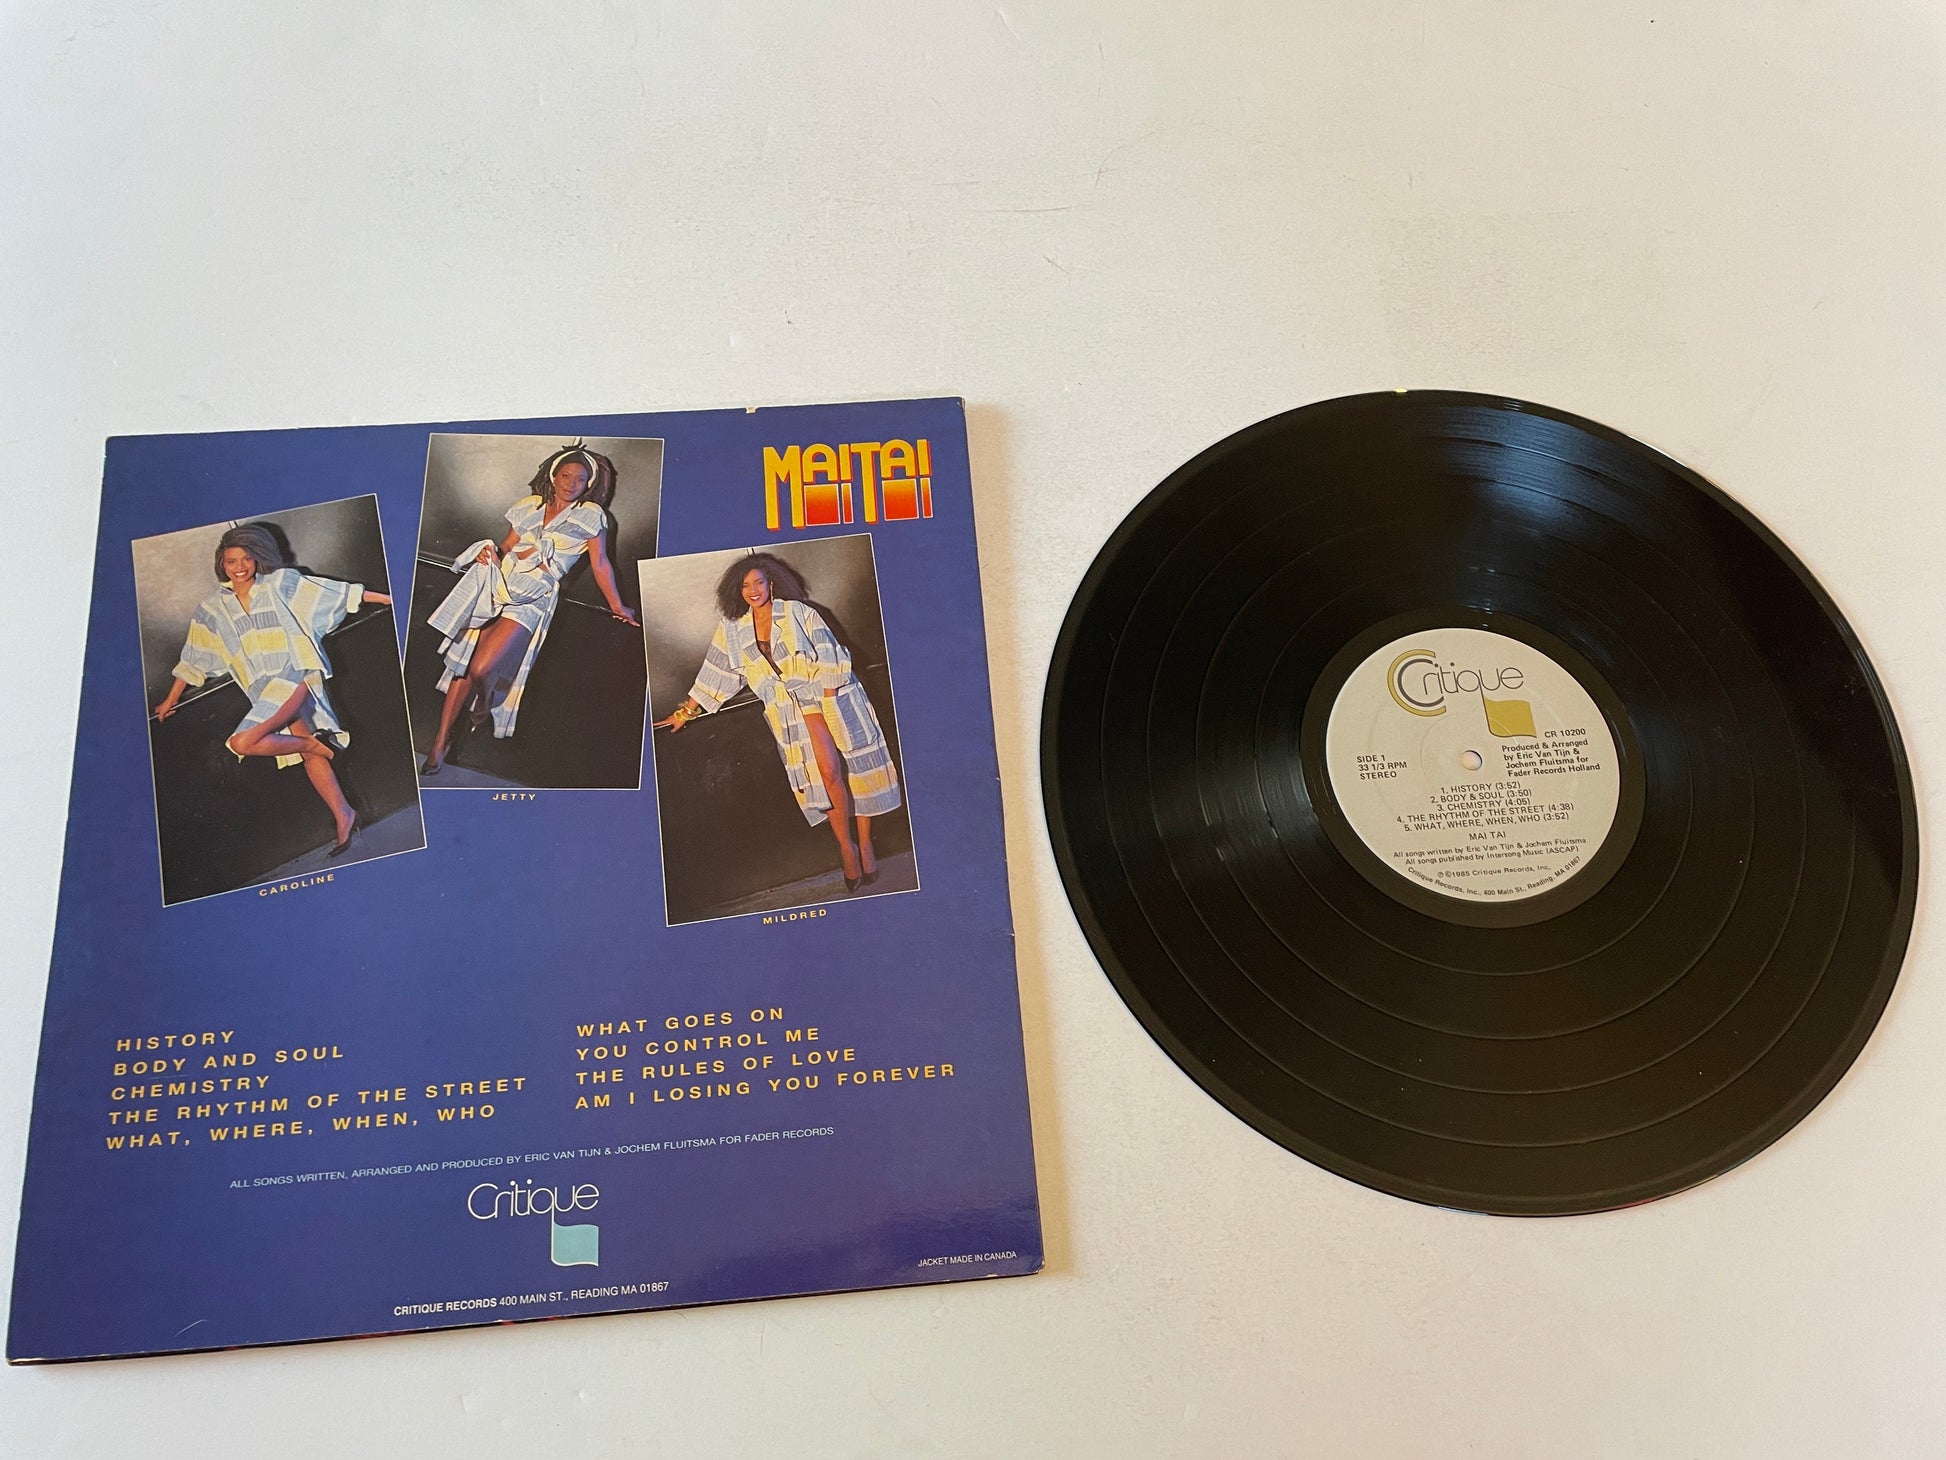 MAI TAI
CAROLINE
JETTY
MILDRED
HISTORY
BODY AND SOUL
CHEMISTRY
THE RHYTHM OF THE STREET
WHAT, WHERE, WHEN, WHO
WHAT GOES ON
YOU CONTROL ME
THE RULES OF LOVE
AM I LOSING YOU FOREVER
ALL SONGS WRITTEN, ARRANGED AND PRODUCED BY ERIC VAN TIJN & JOCHEM FLUITSMA FOR FADER RECORDS
Critique
JACKET MADE IN CANADA
CRITIQUE RECORDS 400 MAIN ST., READING MA 01867
Critique
CR 10200
SIDE 1
33 1/3 RPM
STEREO
Produced & Arranged
by Eric Van Tijn &
Jochem Fluitsma for
Fader Records Holland
1. HISTORY (3:52)
2. BODY & SOUL (3:50)
3. CHEMISTRY (4:05)
4. THE RHYTHM OF THE STREET (4:38)
5. WHAT, WHERE, WHEN, WHO (3:52)
MAI TAI
All songs written by Eric Van Tijn & Jochem Fluitsma
All songs published by Intersong Music (ASCAP)
℗©1985 Critique Records, Inc.
Critique Records, Inc., 400 Main St., Reading, MA 01867